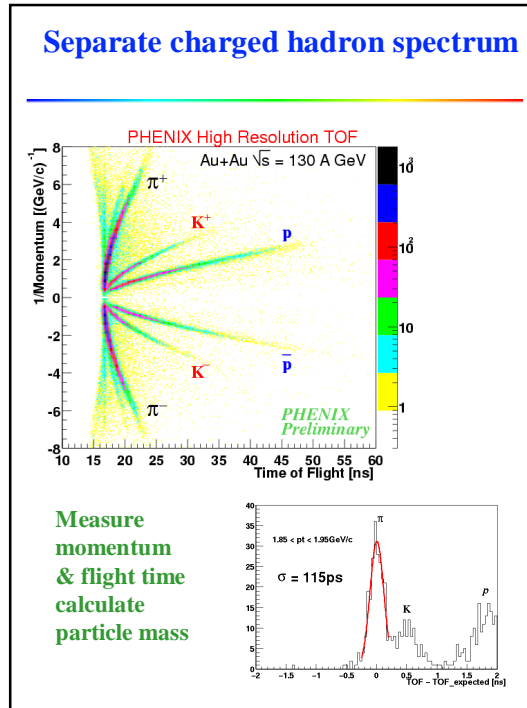 Separate charged hadron spectrum
PHENIX High Resolution TOF
Au+Au √s = 130 A GeV
1/Momentum [(GeV/c)⁻¹]
8
6
4
2
0
-2
-4
-6
-8
π⁺
K⁺
p
K⁻
p̄
π⁻
PHENIX
Preliminary
10 15 20 25 30 35 40 45 50 55 60
Time of Flight [ns]
10³
10²
10
1
Measure
momentum
& flight time
calculate
particle mass
40
35
30
25
20
15
10
5
0
1.85 < pt < 1.95GeV/c
σ = 115ps
π
K
p
-2 -1.5 -1 -0.5 0 0.5 1 1.5 2
TOF - TOF_expected [ns]